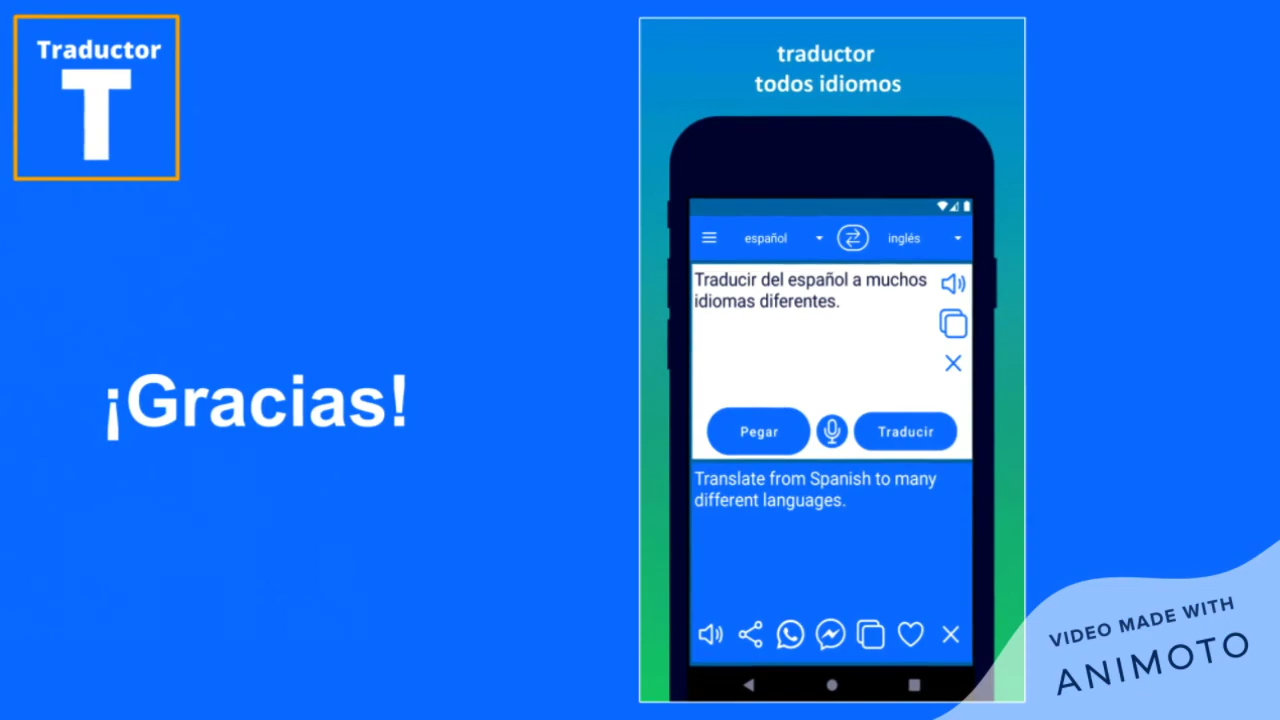 Traductor
T
¡Gracias!
traductor
todos idiomos
español
inglés
Traducir del español a muchos
idiomas diferentes.
Pegar
Traducir
Translate from Spanish to many
different languages.
VIDEO MADE WITH
ANIMOTO